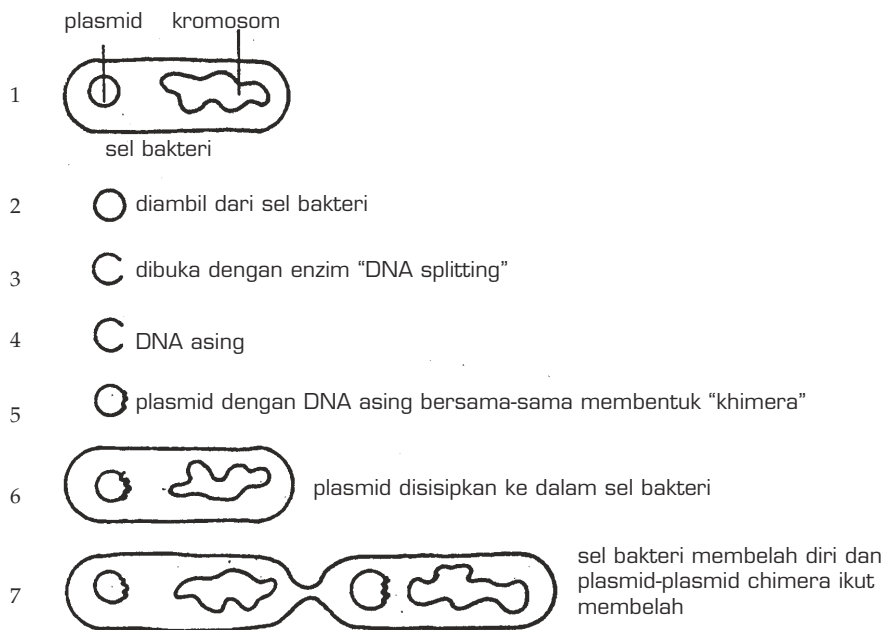 plasmid kromosom
1
sel bakteri
2 diambil dari sel bakteri
3 dibuka dengan enzim “DNA splitting”
4 DNA asing
5 plasmid dengan DNA asing bersama-sama membentuk “khimera”
6 plasmid disisipkan ke dalam sel bakteri
7 sel bakteri membelah diri dan
plasmid-plasmid chimera ikut
membelah